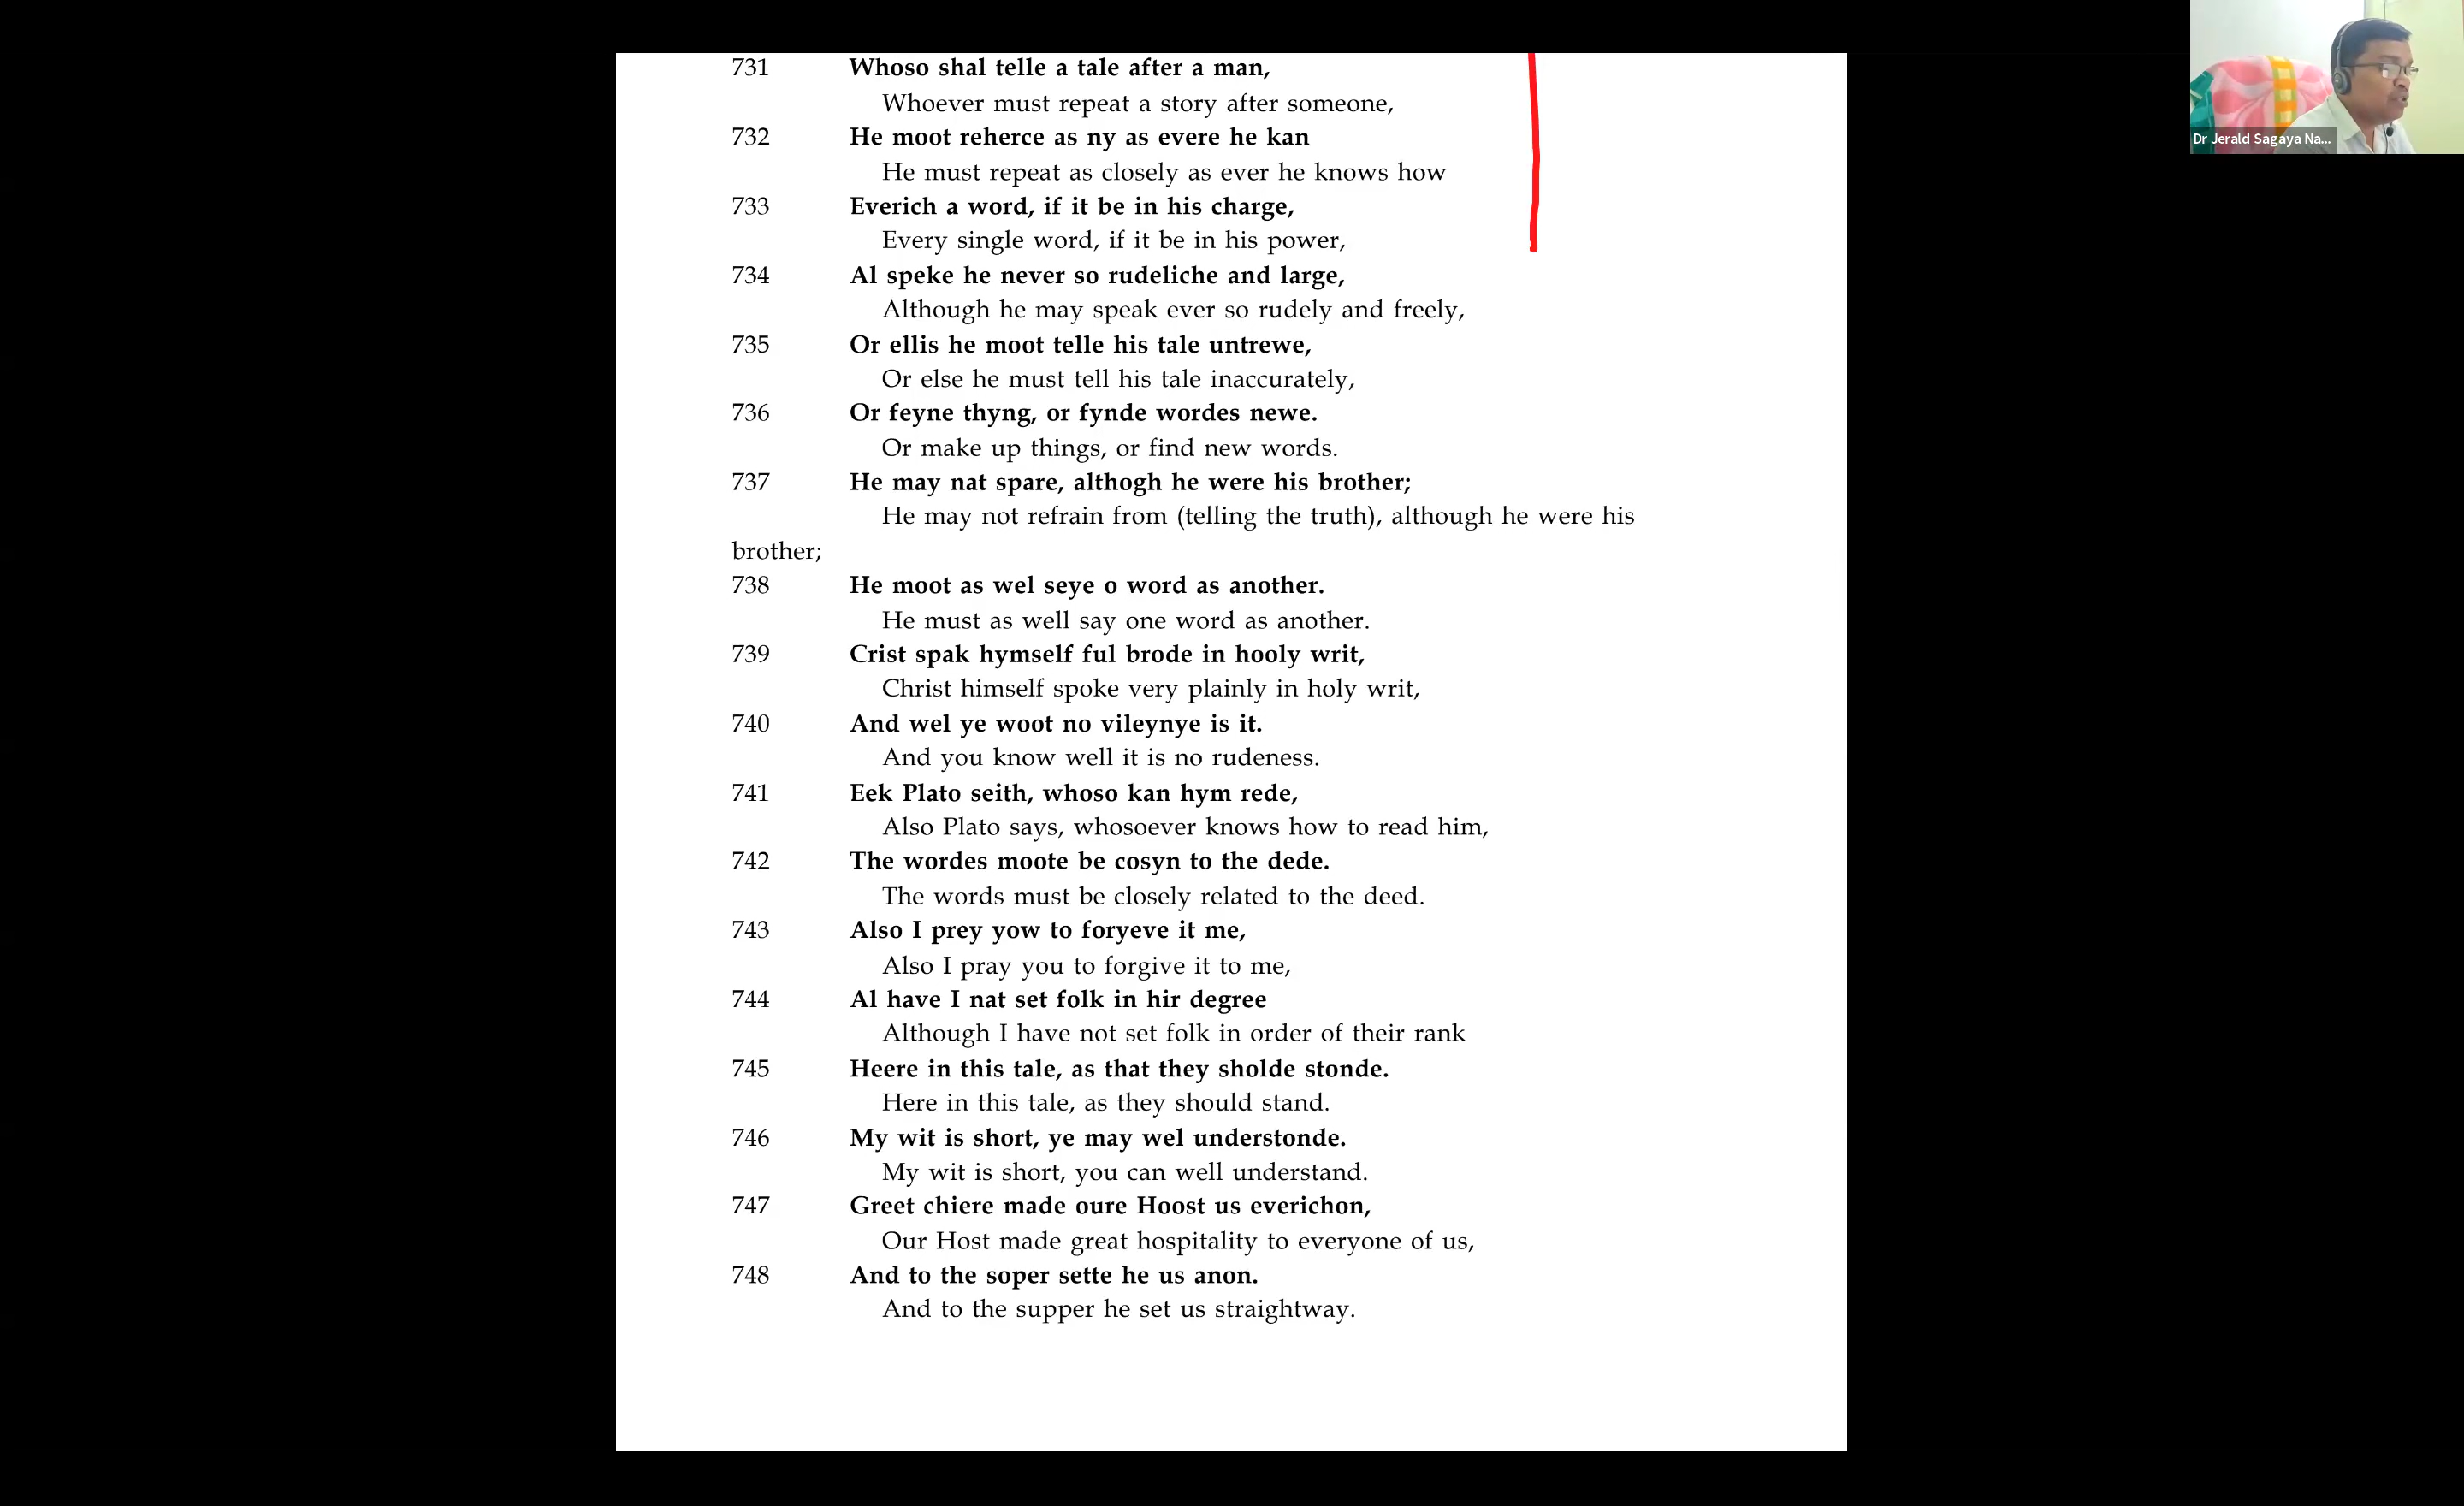 731 Whoso shal telle a tale after a man,
Whoever must repeat a story after someone,
732 He moot reherce as ny as evere he kan
He must repeat as closely as ever he knows how
733 Everich a word, if it be in his charge,
Every single word, if it be in his power,
734 Al speke he never so rudeliche and large,
Although he may speak ever so rudely and freely,
735 Or ellis he moot telle his tale untrewe,
Or else he must tell his tale inaccurately,
736 Or feyne thyng, or fynde wordes newe.
Or make up things, or find new words.
737 He may nat spare, althogh he were his brother;
He may not refrain from (telling the truth), although he were his
brother;
738 He moot as wel seye o word as another.
He must as well say one word as another.
739 Crist spak hymself ful brode in hooly writ,
Christ himself spoke very plainly in holy writ,
740 And wel ye woot no vileynye is it.
And you know well it is no rudeness.
741 Eek Plato seith, whoso kan hym rede,
Also Plato says, whosoever knows how to read him,
742 The wordes moote be cosyn to the dede.
The words must be closely related to the deed.
743 Also I prey yow to foryeve it me,
Also I pray you to forgive it to me,
744 Al have I nat set folk in hir degree
Although I have not set folk in order of their rank
745 Heere in this tale, as that they sholde stonde.
Here in this tale, as they should stand.
746 My wit is short, ye may wel understonde.
My wit is short, you can well understand.
747 Greet chiere made oure Hoost us everichon,
Our Host made great hospitality to everyone of us,
748 And to the soper sette he us anon.
And to the supper he set us straightway.
Dr Jerald Sagaya Na...